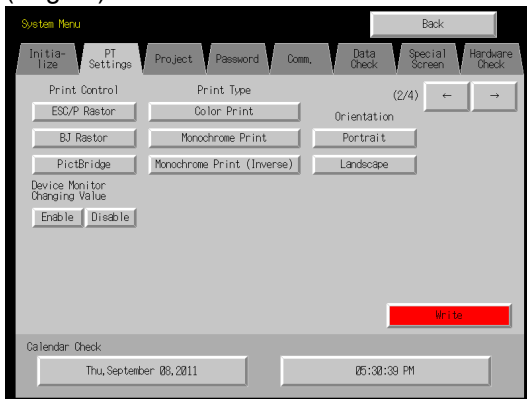 System Menu
Back
Initia-
lize
PT
Settings
Project
Password
Comm.
Data
Check
Special
Screen
Hardware
Check
Print Control
Print Type
(2/4)
←
→
ESC/P Rastor
Color Print
Orientation
BJ Rastor
Monochrome Print
Portrait
PictBridge
Monochrome Print (Inverse)
Landscape
Device Monitor
Changing Value
Enable
Disable
Write
Calendar Check
Thu,September 08,2011
05:30:39 PM